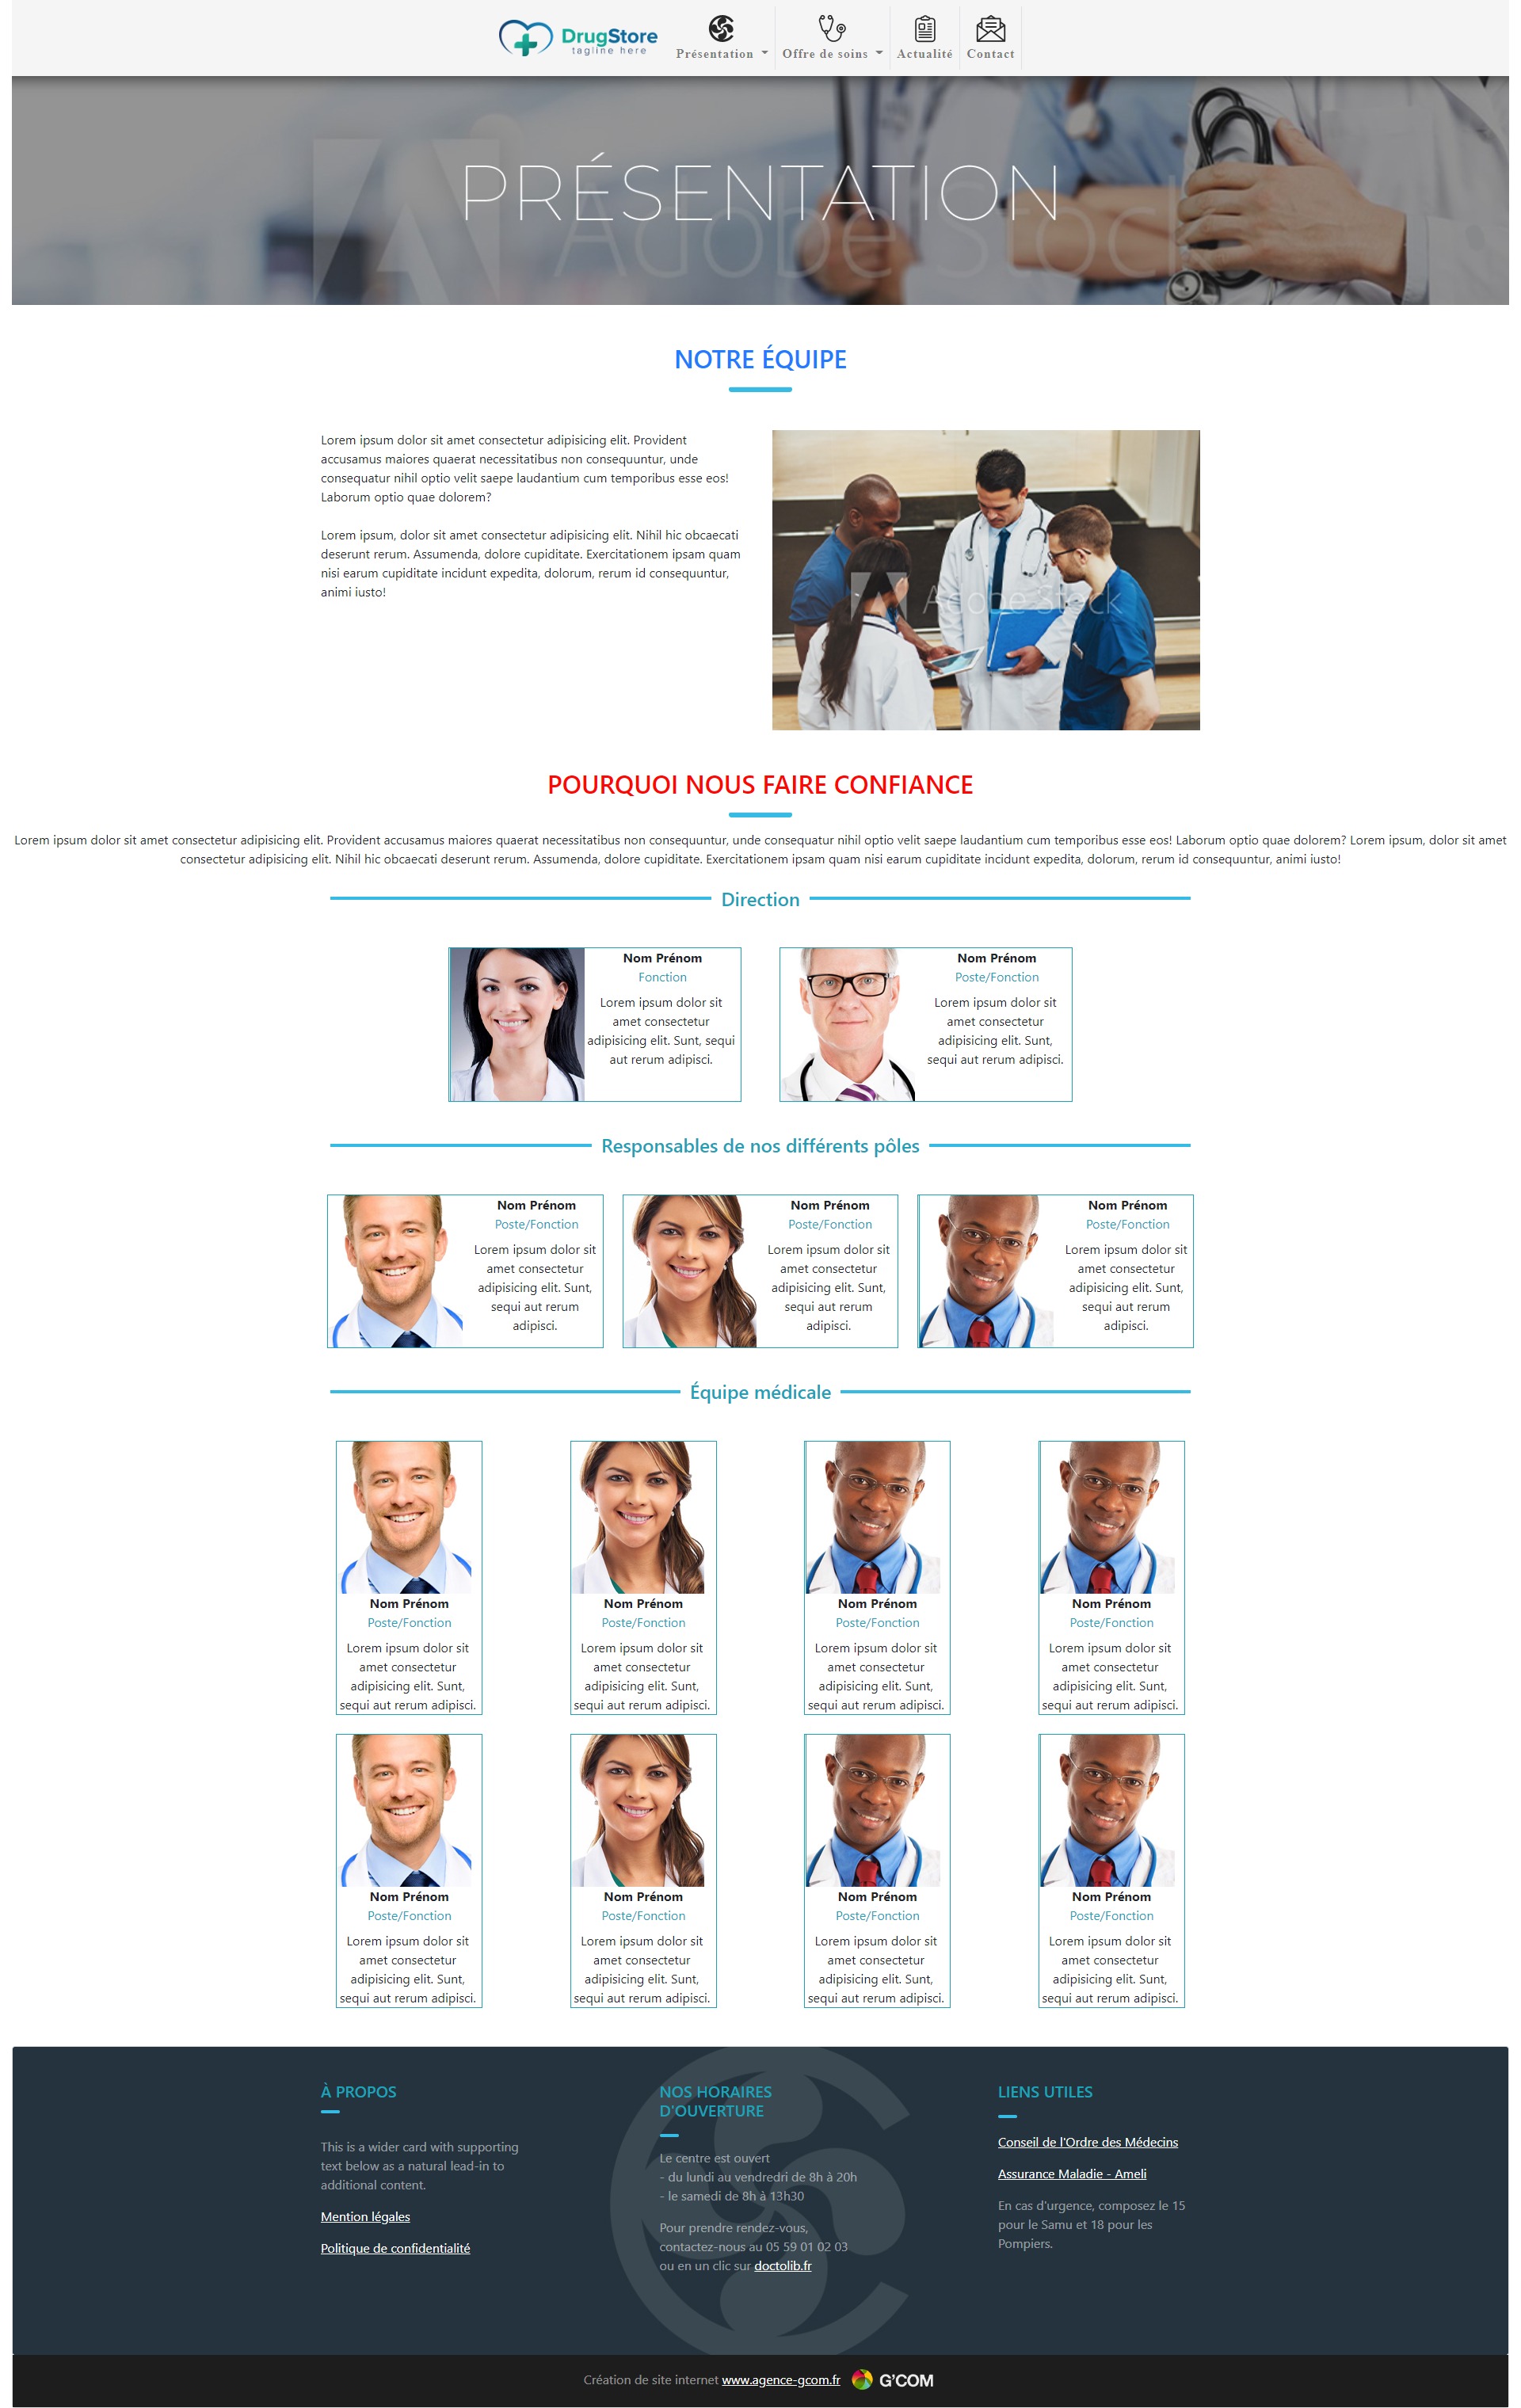 DrugStore
tagline here
Présentation
Offre de soins
Actualité
Contact
PRÉSENTATION
Adobe Stock
NOTRE ÉQUIPE
Lorem ipsum dolor sit amet consectetur adipisicing elit. Provident
accusamus maiores quaerat necessitatibus non consequuntur, unde
consequatur nihil optio velit saepe laudantium cum temporibus esse eos!
Laborum optio quae dolorem?
Lorem ipsum, dolor sit amet consectetur adipisicing elit. Nihil hic obcaecati
deserunt rerum. Assumenda, dolore cupiditate. Exercitationem ipsam quam
nisi earum cupiditate incidunt expedita, dolorum, rerum id consequuntur,
animi iusto!
Adobe Stock
POURQUOI NOUS FAIRE CONFIANCE
Lorem ipsum dolor sit amet consectetur adipisicing elit. Provident accusamus maiores quaerat necessitatibus non consequuntur, unde consequatur nihil optio velit saepe laudantium cum temporibus esse eos! Laborum optio quae dolorem? Lorem ipsum, dolor sit amet
consectetur adipisicing elit. Nihil hic obcaecati deserunt rerum. Assumenda, dolore cupiditate. Exercitationem ipsam quam nisi earum cupiditate incidunt expedita, dolorum, rerum id consequuntur, animi iusto!
Direction
Nom Prénom
Fonction
Lorem ipsum dolor sit
amet consectetur
adipisicing elit. Sunt, sequi
aut rerum adipisci.
Nom Prénom
Poste/Fonction
Lorem ipsum dolor sit
amet consectetur
adipisicing elit. Sunt,
sequi aut rerum adipisci.
Responsables de nos différents pôles
Nom Prénom
Poste/Fonction
Lorem ipsum dolor sit
amet consectetur
adipisicing elit. Sunt,
sequi aut rerum
adipisci.
Nom Prénom
Poste/Fonction
Lorem ipsum dolor sit
amet consectetur
adipisicing elit. Sunt,
sequi aut rerum
adipisci.
Nom Prénom
Poste/Fonction
Lorem ipsum dolor sit
amet consectetur
adipisicing elit. Sunt,
sequi aut rerum
adipisci.
Équipe médicale
Nom Prénom
Poste/Fonction
Lorem ipsum dolor sit
amet consectetur
adipisicing elit. Sunt,
sequi aut rerum adipisci.
Nom Prénom
Poste/Fonction
Lorem ipsum dolor sit
amet consectetur
adipisicing elit. Sunt,
sequi aut rerum adipisci.
Nom Prénom
Poste/Fonction
Lorem ipsum dolor sit
amet consectetur
adipisicing elit. Sunt,
sequi aut rerum adipisci.
Nom Prénom
Poste/Fonction
Lorem ipsum dolor sit
amet consectetur
adipisicing elit. Sunt,
sequi aut rerum adipisci.
Nom Prénom
Poste/Fonction
Lorem ipsum dolor sit
amet consectetur
adipisicing elit. Sunt,
sequi aut rerum adipisci.
Nom Prénom
Poste/Fonction
Lorem ipsum dolor sit
amet consectetur
adipisicing elit. Sunt,
sequi aut rerum adipisci.
Nom Prénom
Poste/Fonction
Lorem ipsum dolor sit
amet consectetur
adipisicing elit. Sunt,
sequi aut rerum adipisci.
Nom Prénom
Poste/Fonction
Lorem ipsum dolor sit
amet consectetur
adipisicing elit. Sunt,
sequi aut rerum adipisci.
À PROPOS
This is a wider card with supporting
text below as a natural lead-in to
additional content.
Mention légales
Politique de confidentialité
NOS HORAIRES
D'OUVERTURE
Le centre est ouvert
- du lundi au vendredri de 8h à 20h
- le samedi de 8h à 13h30
Pour prendre rendez-vous,
contactez-nous au 05 59 01 02 03
ou en un clic sur doctolib.fr
LIENS UTILES
Conseil de l'Ordre des Médecins
Assurance Maladie - Ameli
En cas d'urgence, composez le 15
pour le Samu et 18 pour les
Pompiers.
Création de site internet www.agence-gcom.fr G'COM